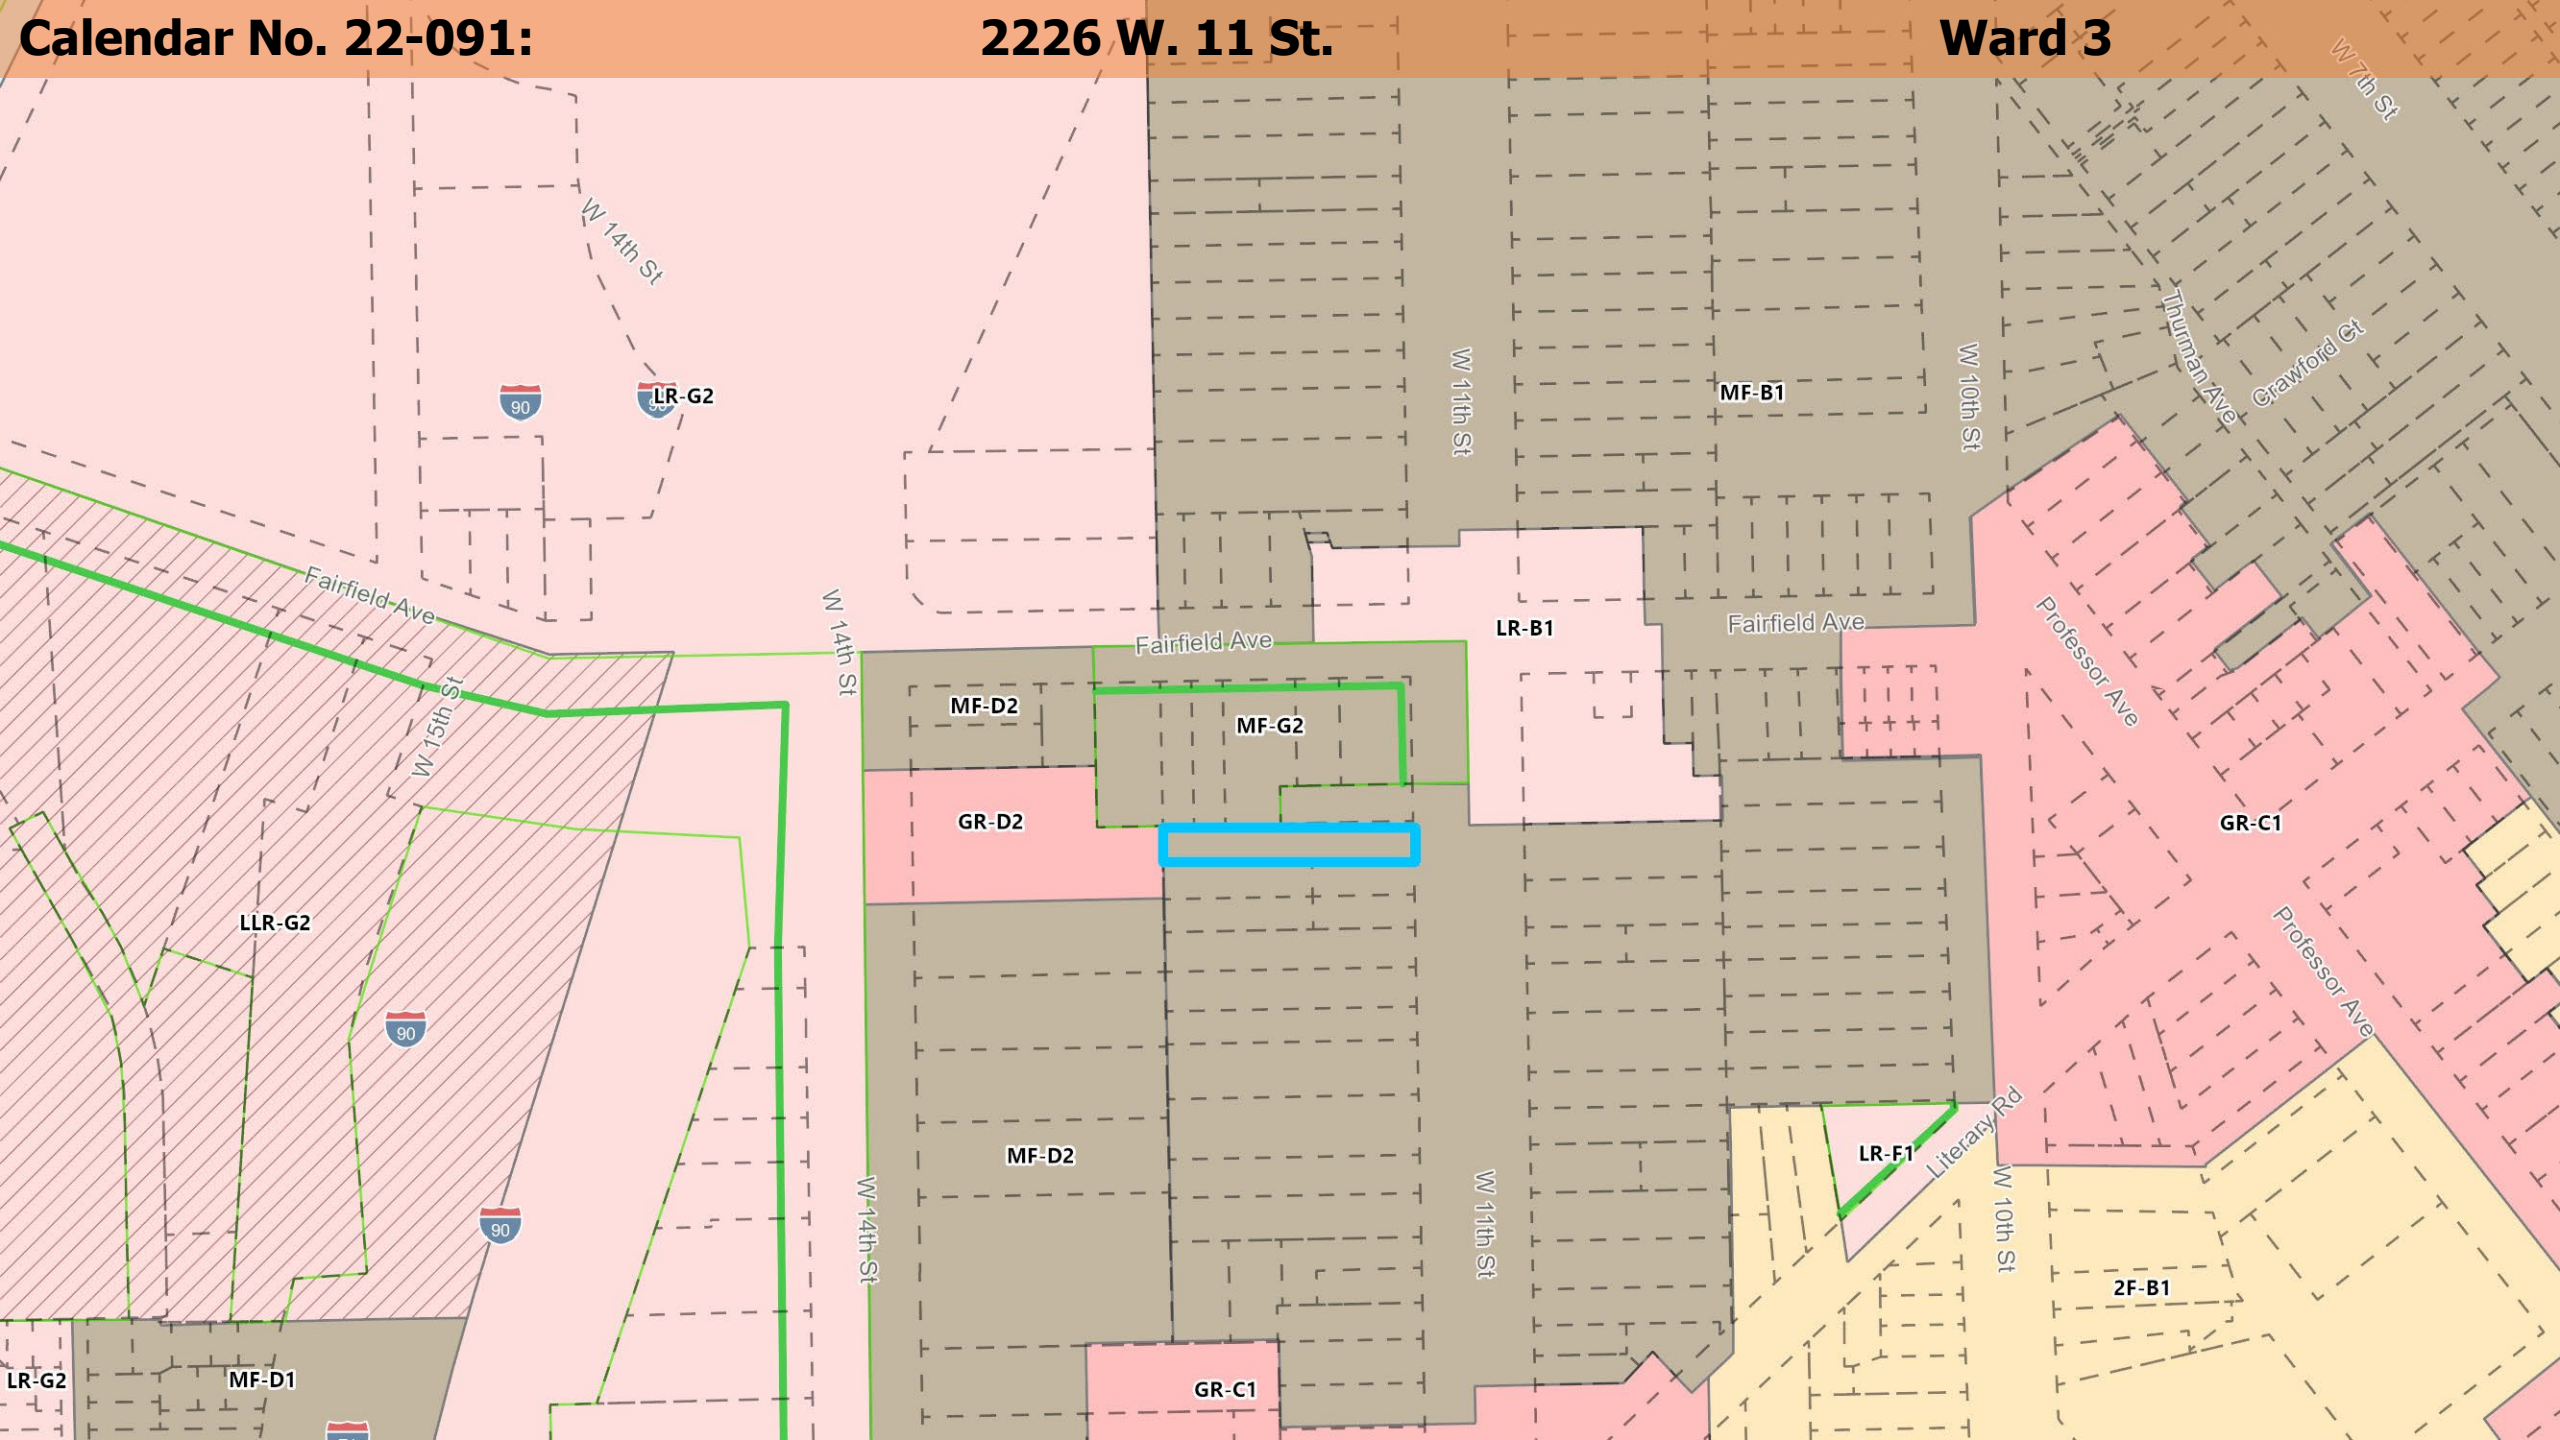 Calendar No. 22-091:
2226 W. 11 St.
Ward 3
W 7th St
W 14th St
90
LR-G2
W 11th St
MF-B1
W 10th St
Thurman Ave
Crawford Ct
Fairfield Ave
W 14th St
Fairfield Ave
LR-B1
Fairfield Ave
Professor Ave
W 15th St
MF-D2
MF-G2
GR-D2
GR-C1
LLR-G2
Professor Ave
90
MF-D2
LR-F1
Literary Rd
W 14th St
W 11th St
W 10th St
90
2F-B1
LR-G2
MF-D1
GR-C1